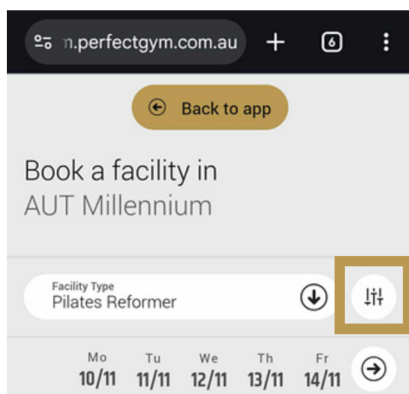 n.perfectgym.com.au
6
Back to app
Book a facility in
AUT Millennium
Facility Type
Pilates Reformer
Mo Tu We Th Fr
10/11 11/11 12/11 13/11 14/11